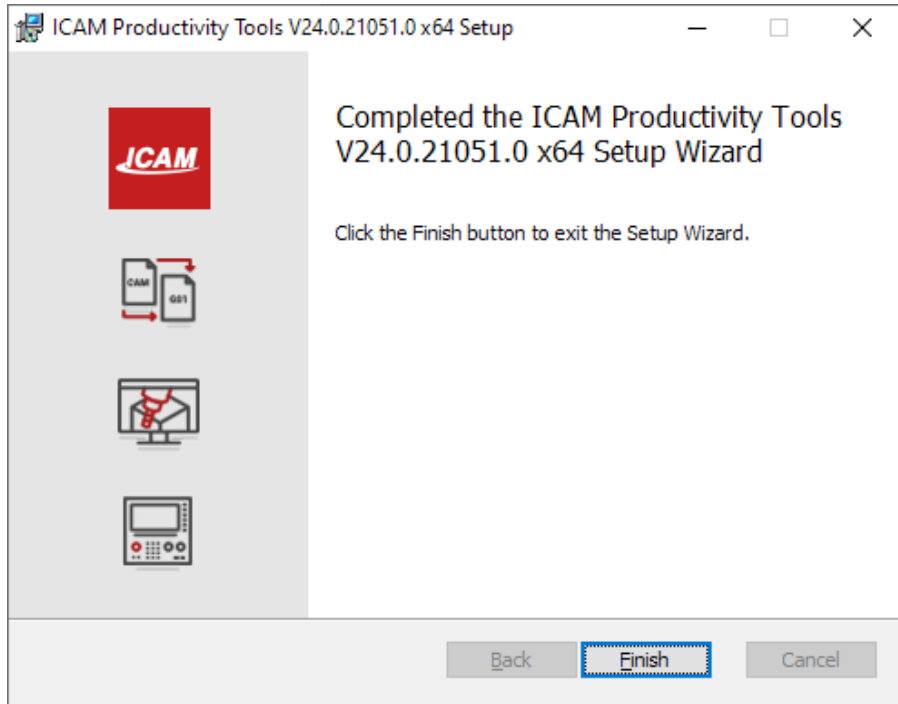 ICAM Productivity Tools V24.0.21051.0 x64 Setup
Completed the ICAM Productivity Tools
V24.0.21051.0 x64 Setup Wizard
ICAM
Click the Finish button to exit the Setup Wizard.
CAM
G01
Back
Finish
Cancel